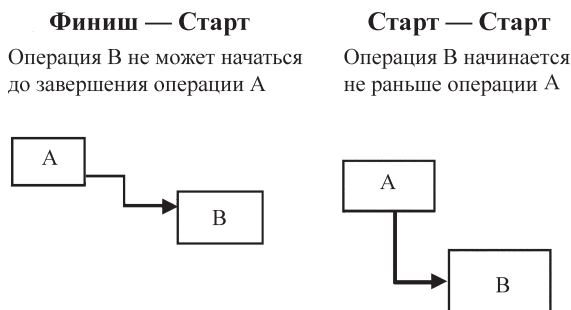 Финиш — Старт
Операция В не может начаться
до завершения операции А
А
В
Старт — Старт
Операция В начинается
не раньше операции А
А
В